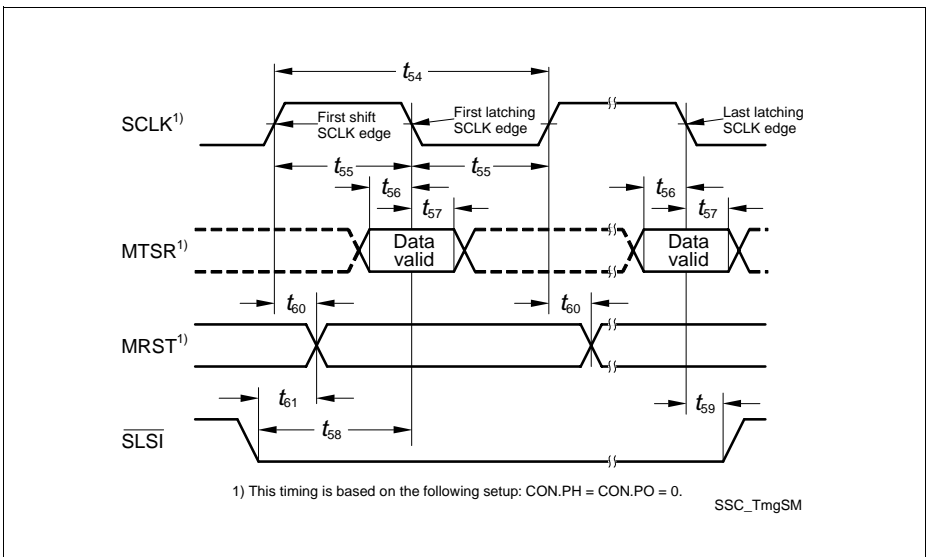 t54
SCLK1)
First shift
SCLK edge
First latching
SCLK edge
Last latching
SCLK edge
t55
t55
t56
t57
t56
t57
MTSR1)
Data
valid
Data
valid
t60
t60
MRST1)
t61
t58
t59
SLSI
1) This timing is based on the following setup: CON.PH = CON.PO = 0.
SSC_TmgSM